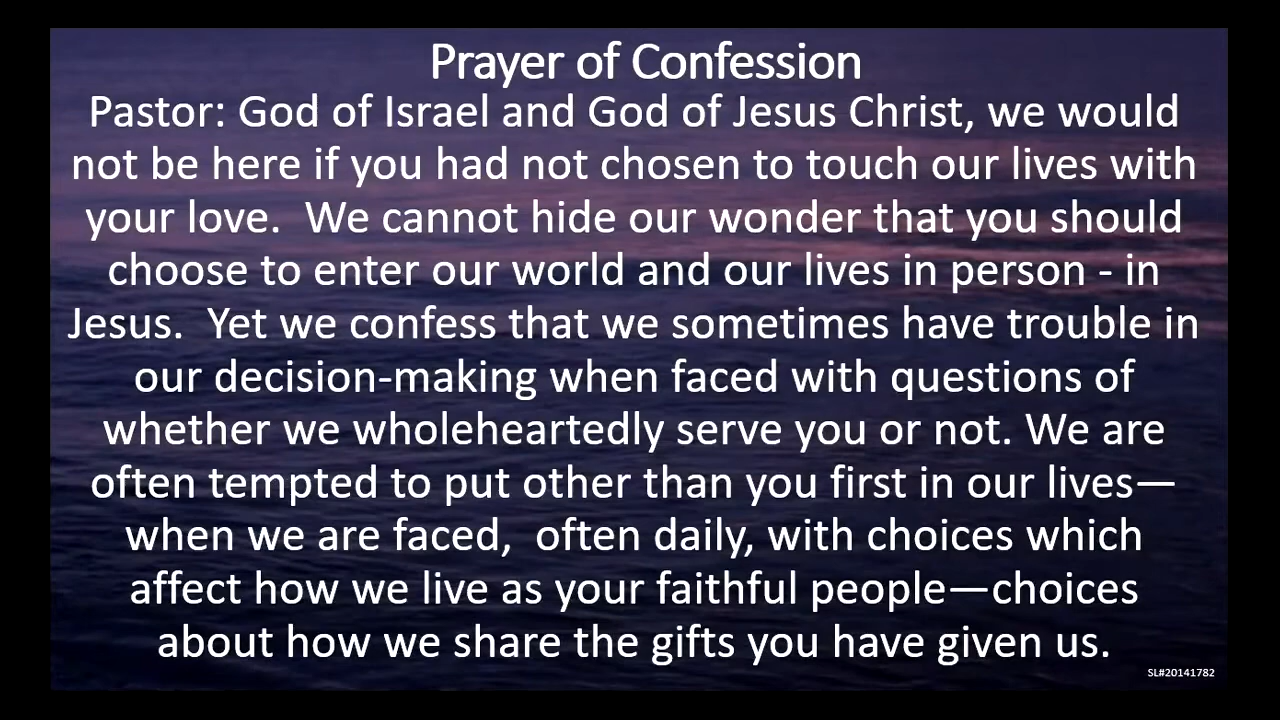 Prayer of Confession
Pastor: God of Israel and God of Jesus Christ, we would
not be here if you had not chosen to touch our lives with
your love.  We cannot hide our wonder that you should
choose to enter our world and our lives in person - in
Jesus.  Yet we confess that we sometimes have trouble in
our decision-making when faced with questions of
whether we wholeheartedly serve you or not. We are
often tempted to put other than you first in our lives—
when we are faced,  often daily, with choices which
affect how we live as your faithful people—choices
about how we share the gifts you have given us.
SL#20141782